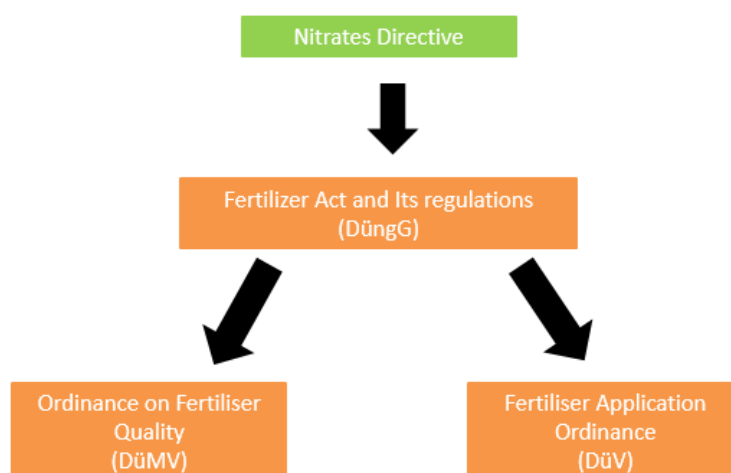 Nitrates Directive
Fertilizer Act and Its regulations
(DüngG)
Ordinance on Fertiliser
Quality
(DüMV)
Fertiliser Application
Ordinance
(DüV)